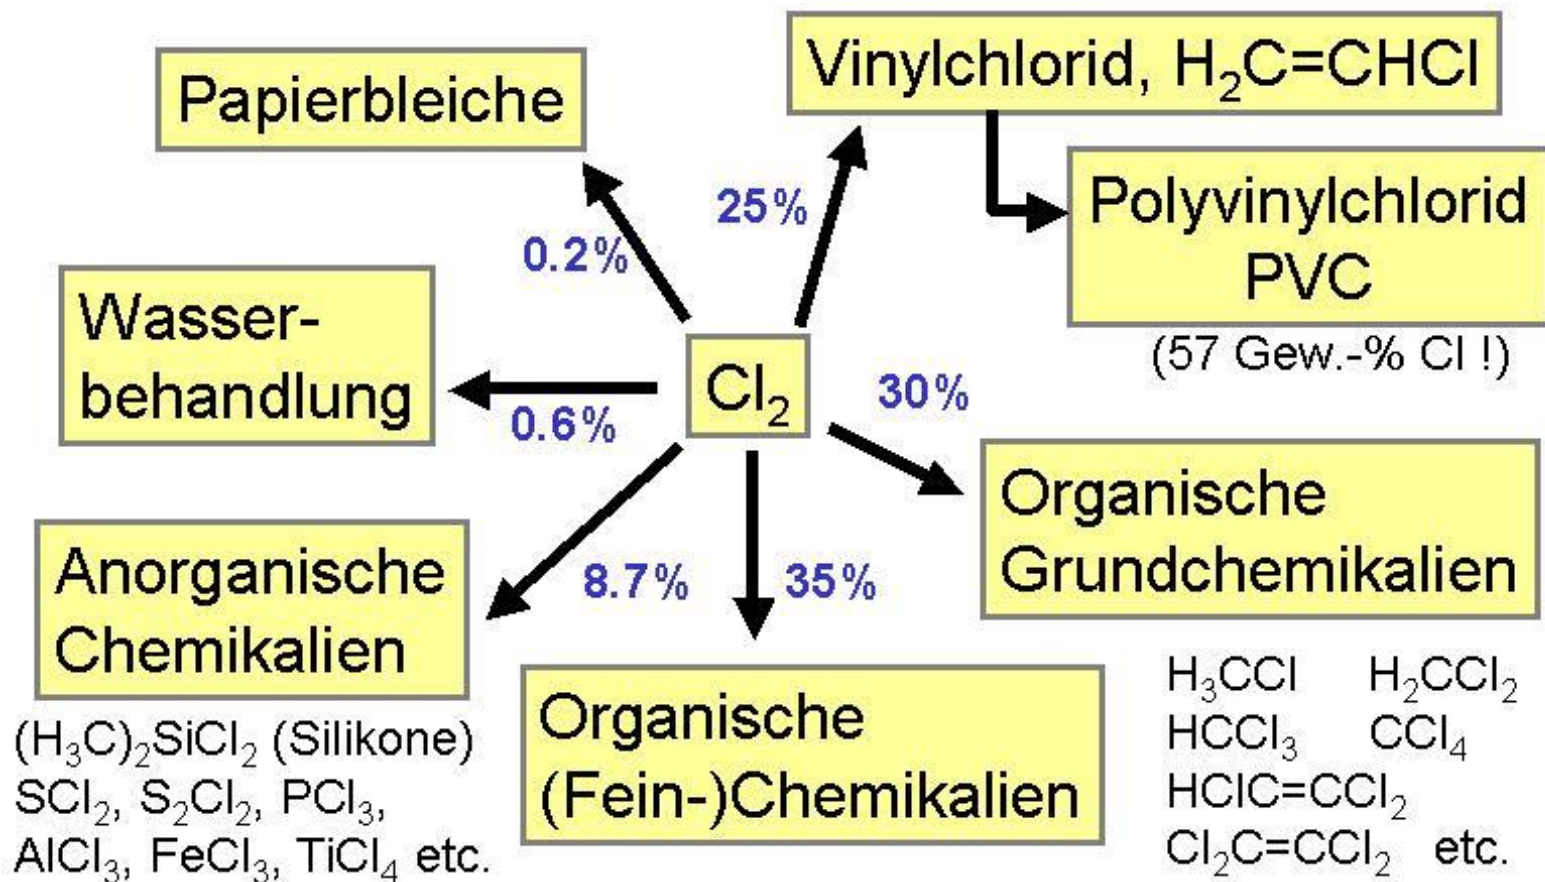 Papierbleiche
Vinylchlorid, H₂C=CHCl
25%
0.2%
Polyvinylchlorid
PVC
(57 Gew.-% Cl !)
Wasser-
behandlung
0.6%
Cl₂
30%
Organische
Grundchemikalien
H₃CCl H₂CCl₂
HCCl₃ CCl₄
HClC=CCl₂
Cl₂C=CCl₂ etc.
8.7%
35%
Anorganische
Chemikalien
(H₃C)₂SiCl₂ (Silikone)
SCl₂, S₂Cl₂, PCl₃,
AlCl₃, FeCl₃, TiCl₄ etc.
Organische
(Fein-)Chemikalien